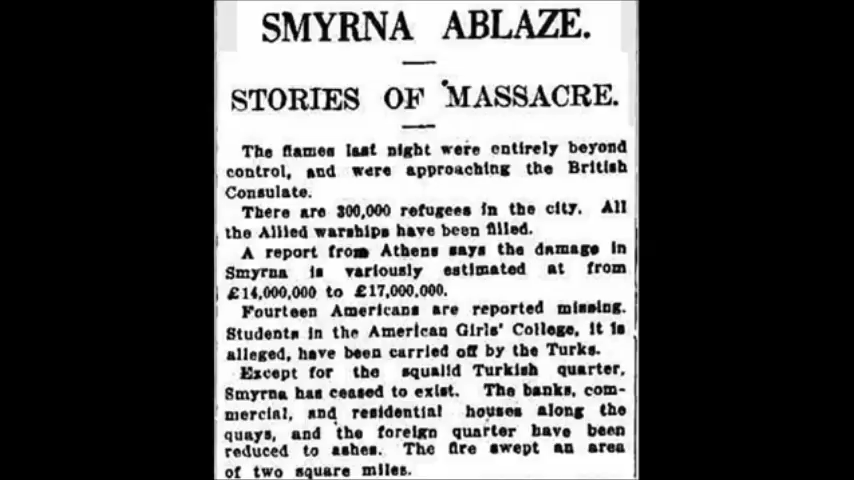 SMYRNA ABLAZE.
STORIES OF MASSACRE.
The flames last night were entirely beyond
control, and were approaching the British
Consulate.
There are 300,000 refugees in the city. All
the Allied warships have been filled.
A report from Athens says the damage in
Smyrna is variously estimated at from
£14,000,000 to £17,000,000.
Fourteen Americans are reported missing.
Students in the American Girls' College, it is
alleged, have been carried off by the Turks.
Except for the squalid Turkish quarter,
Smyrna has ceased to exist. The banks, com-
mercial, and residential houses along the
quays, and the foreign quarter have been
reduced to ashes. The fire swept an area
of two square miles.